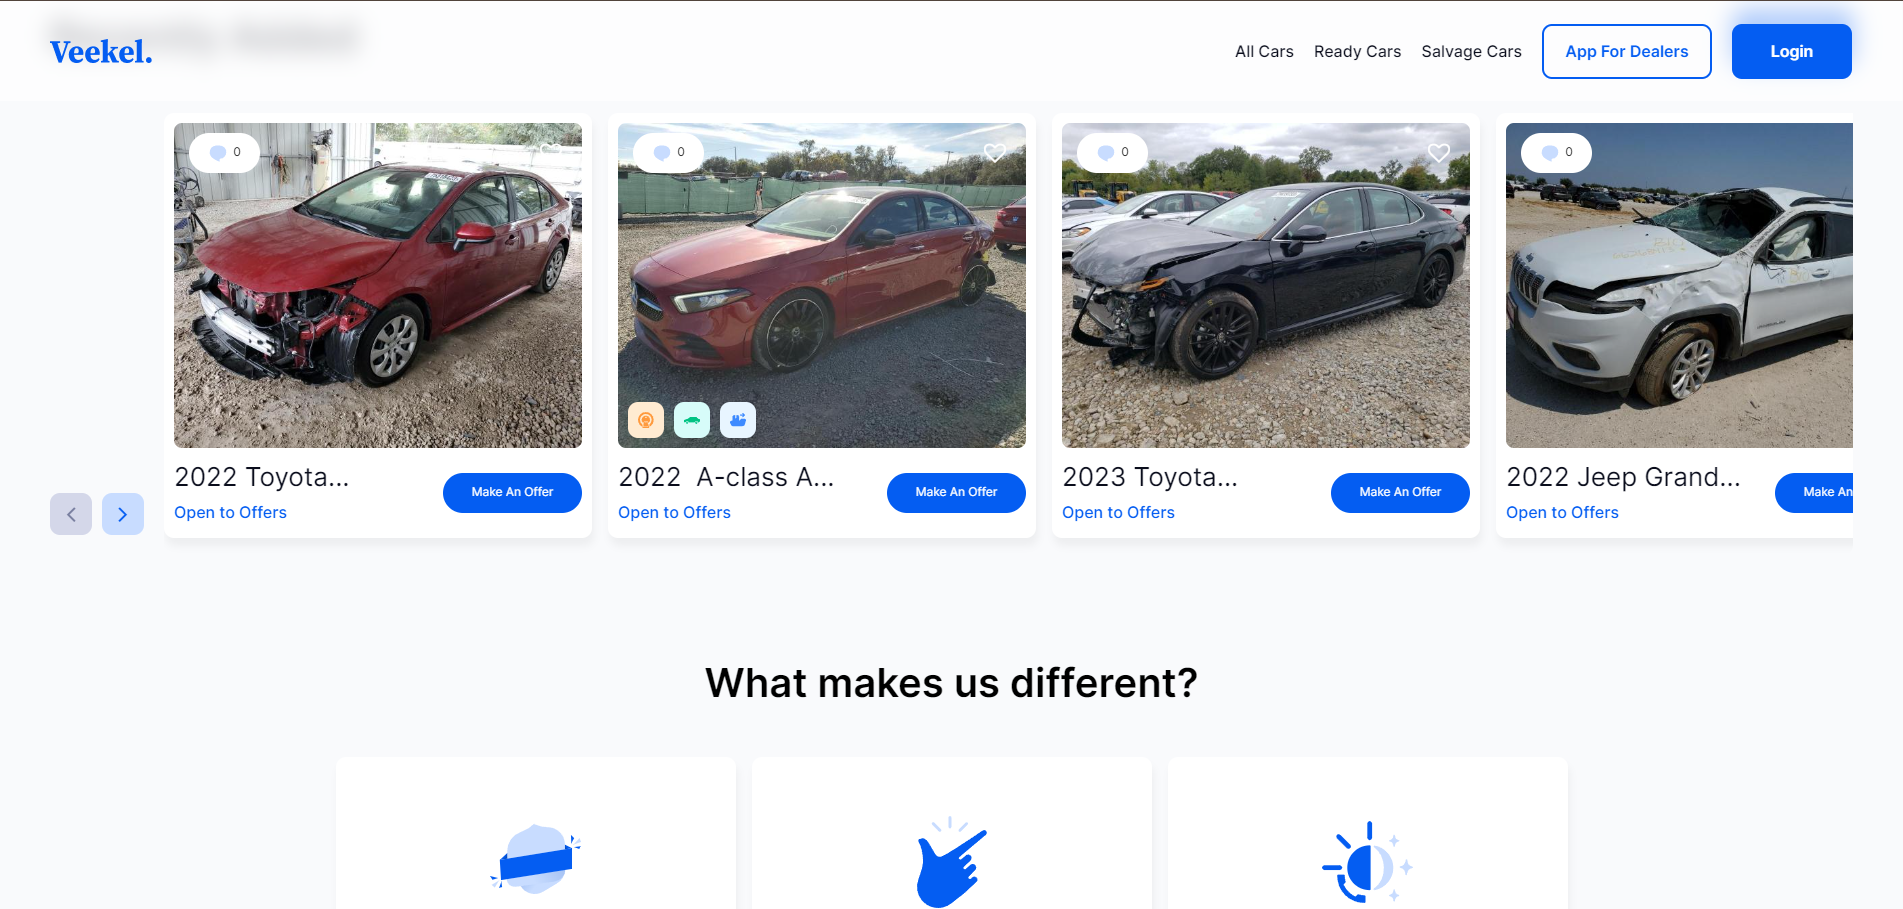 Veekel.
All Cars
Ready Cars
Salvage Cars
App For Dealers
Login
0
0
0
0
2022 Toyota...
Open to Offers
Make An Offer
2022 A-class A...
Open to Offers
Make An Offer
2023 Toyota...
Open to Offers
Make An Offer
2022 Jeep Grand...
Open to Offers
Make An
What makes us different?